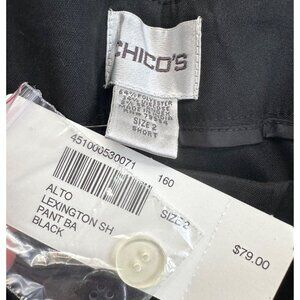 CHICO'S
SIZE 2
SHORT
451000530071
160
ALTO
LEXINGTON SH
PANT BA
BLACK
SIZE 2
$79.00